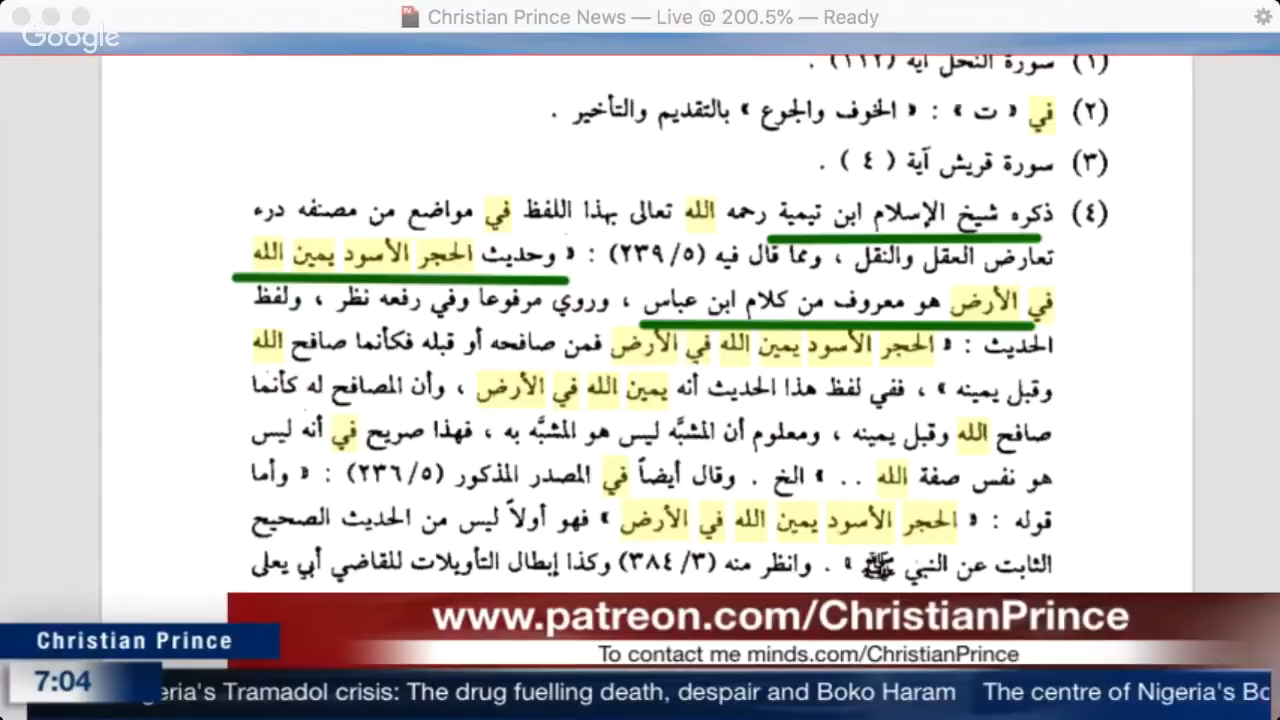 Christian Prince News — Live @ 200.5% — Ready
Google
(١) سورة النحل آية (١١٢) .
(٢) في « ت » : « الخوف والجوع » بالتقديم والتأخير .
(٣) سورة قريش آية ( ٤ ) .
(٤) ذكره شيخ الإسلام ابن تيمية رحمه الله تعالى بهذا اللفظ في مواضع من مصنفه درء
تعارض العقل والنقل ، ومما قال فيه (٢٣٩/٥) : « وحديث الحجر الأسود يمين الله
في الأرض هو معروف من كلام ابن عباس ، وروي مرفوعا وفي رفعه نظر ، ولفظ
الحديث : « الحجر الأسود يمين الله في الأرض فمن صافحه أو قبله فكأنما صافح الله
وقبل يمينه » ، ففي لفظ هذا الحديث أنه يمين الله في الأرض ، وأن المصافح له كأنما
صافح الله وقبل يمينه ، ومعلوم أن المشبَّه ليس هو المشبَّه به ، فهذا صريح في أنه ليس
هو نفس صفة الله .. » الخ . وقال أيضاً في المصدر المذكور (٢٣٦/٥) : « وأما
قوله : « الحجر الأسود يمين الله في الأرض » فهو أولاً ليس من الحديث الصحيح
الثابت عن النبي ﷺ » . وانظر منه (٣٨٤/٣) وكذا إبطال التأويلات للقاضي أبي يعلى
www.patreon.com/ChristianPrince
Christian Prince
To contact me minds.com/ChristianPrince
7:04
geria's Tramadol crisis: The drug fuelling death, despair and Boko Haram The centre of Nigeria's Bo